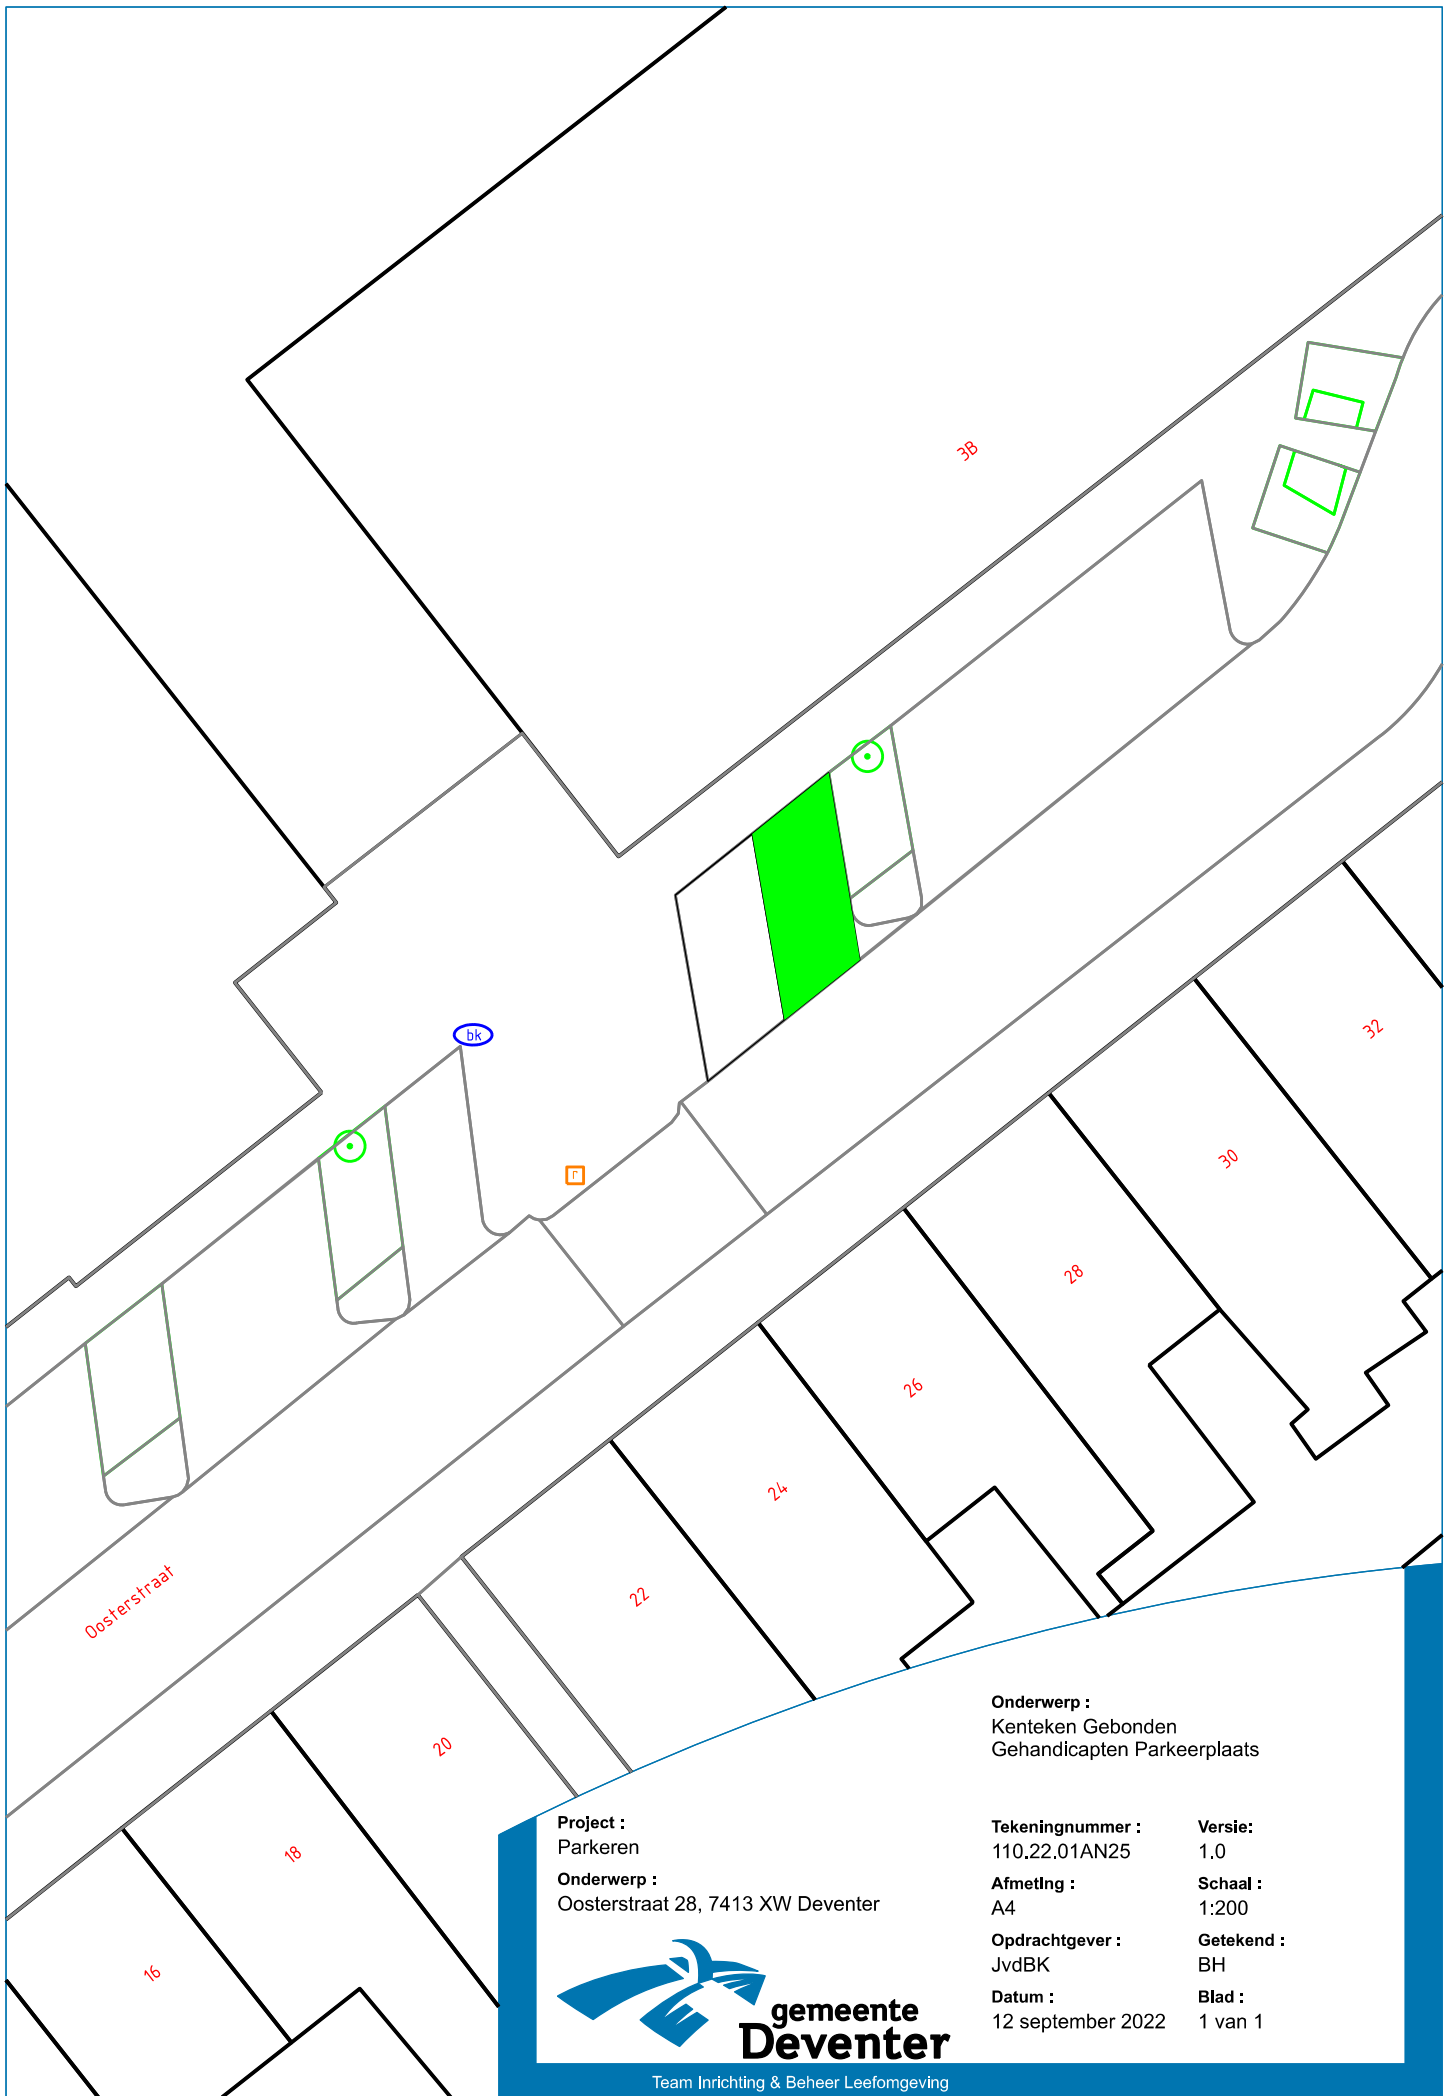 3B
bk
r
32
30
28
26
24
22
20
18
16
Oosterstraat
Onderwerp :
Kenteken Gebonden
Gehandicapten Parkeerplaats
Project :
Parkeren
Onderwerp :
Oosterstraat 28, 7413 XW Deventer
Tekeningnummer : Versie:
110.22.01AN25 1.0
Afmeting : Schaal :
A4 1:200
Opdrachtgever : Getekend :
JvdBK BH
Datum : Blad :
12 september 2022 1 van 1
gemeente
Deventer
Team Inrichting & Beheer Leefomgeving